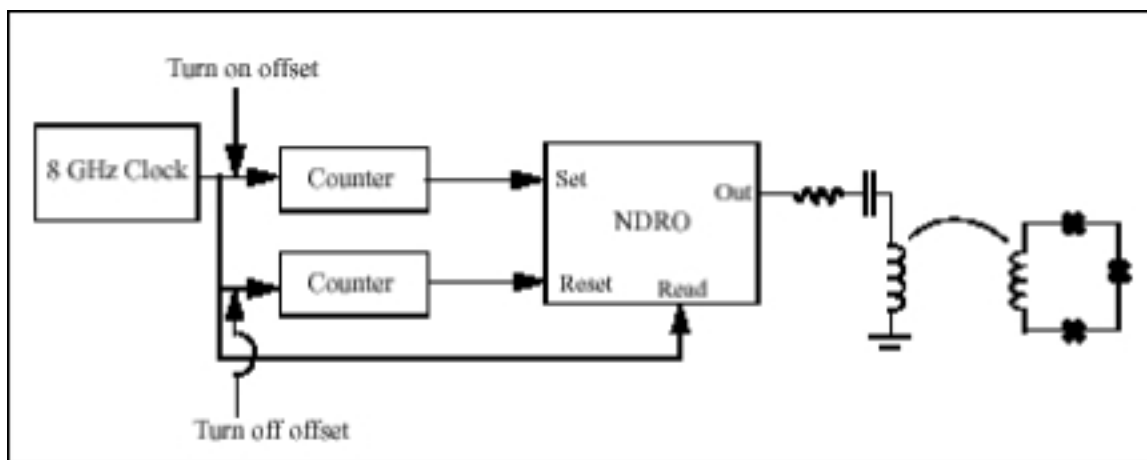 Turn on offset
8 GHz Clock
Counter
Set
Out
NDRO
Counter
Reset
Read
Turn off offset